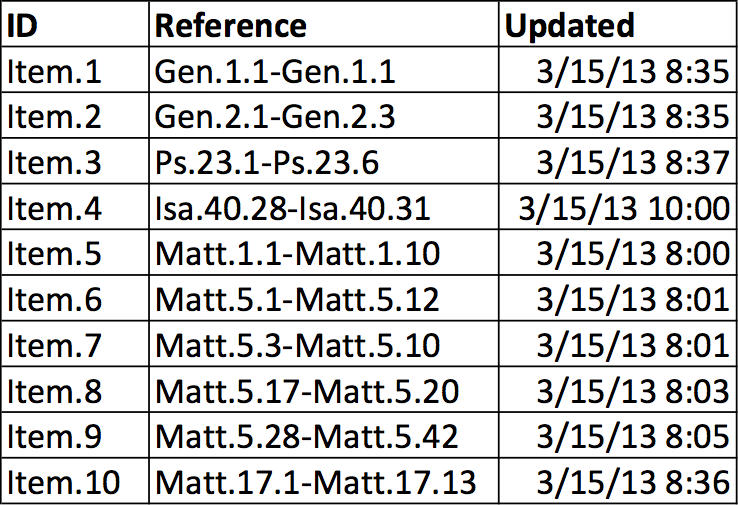 ID Reference Updated
Item.1 Gen.1.1-Gen.1.1 3/15/13 8:35
Item.2 Gen.2.1-Gen.2.3 3/15/13 8:35
Item.3 Ps.23.1-Ps.23.6 3/15/13 8:37
Item.4 Isa.40.28-Isa.40.31 3/15/13 10:00
Item.5 Matt.1.1-Matt.1.10 3/15/13 8:00
Item.6 Matt.5.1-Matt.5.12 3/15/13 8:01
Item.7 Matt.5.3-Matt.5.10 3/15/13 8:01
Item.8 Matt.5.17-Matt.5.20 3/15/13 8:03
Item.9 Matt.5.28-Matt.5.42 3/15/13 8:05
Item.10 Matt.17.1-Matt.17.13 3/15/13 8:36